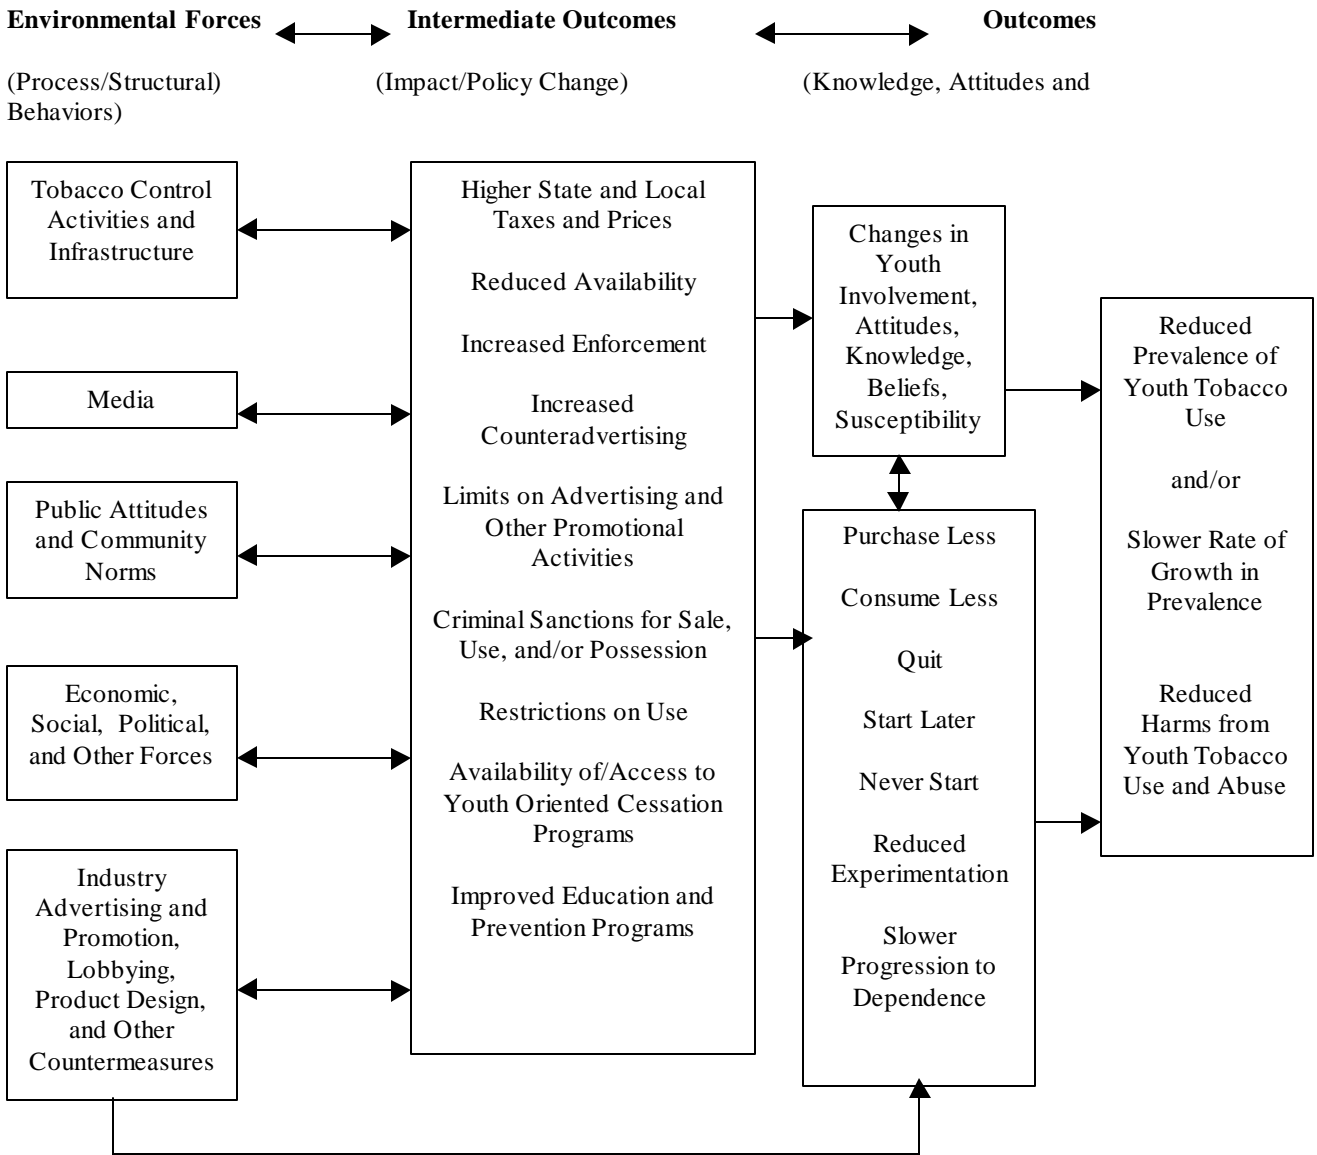 Environmental Forces
Intermediate Outcomes
Outcomes
(Process/Structural)
(Impact/Policy Change)
(Knowledge, Attitudes and
Behaviors)
Tobacco Control
Activities and
Infrastructure
Media
Public Attitudes
and Community
Norms
Economic,
Social, Political,
and Other Forces
Industry
Advertising and
Promotion,
Lobbying,
Product Design,
and Other
Countermeasures
Higher State and Local
Taxes and Prices
Reduced Availability
Increased Enforcement
Increased
Counteradvertising
Limits on Advertising and
Other Promotional
Activities
Criminal Sanctions for Sale,
Use, and/or Possession
Restrictions on Use
Availability of/Access to
Youth Oriented Cessation
Programs
Improved Education and
Prevention Programs
Changes in
Youth
Involvement,
Attitudes,
Knowledge,
Beliefs,
Susceptibility
Purchase Less
Consume Less
Quit
Start Later
Never Start
Reduced
Experimentation
Slower
Progression to
Dependence
Reduced
Prevalence of
Youth Tobacco
Use
and/or
Slower Rate of
Growth in
Prevalence
Reduced
Harms from
Youth Tobacco
Use and Abuse